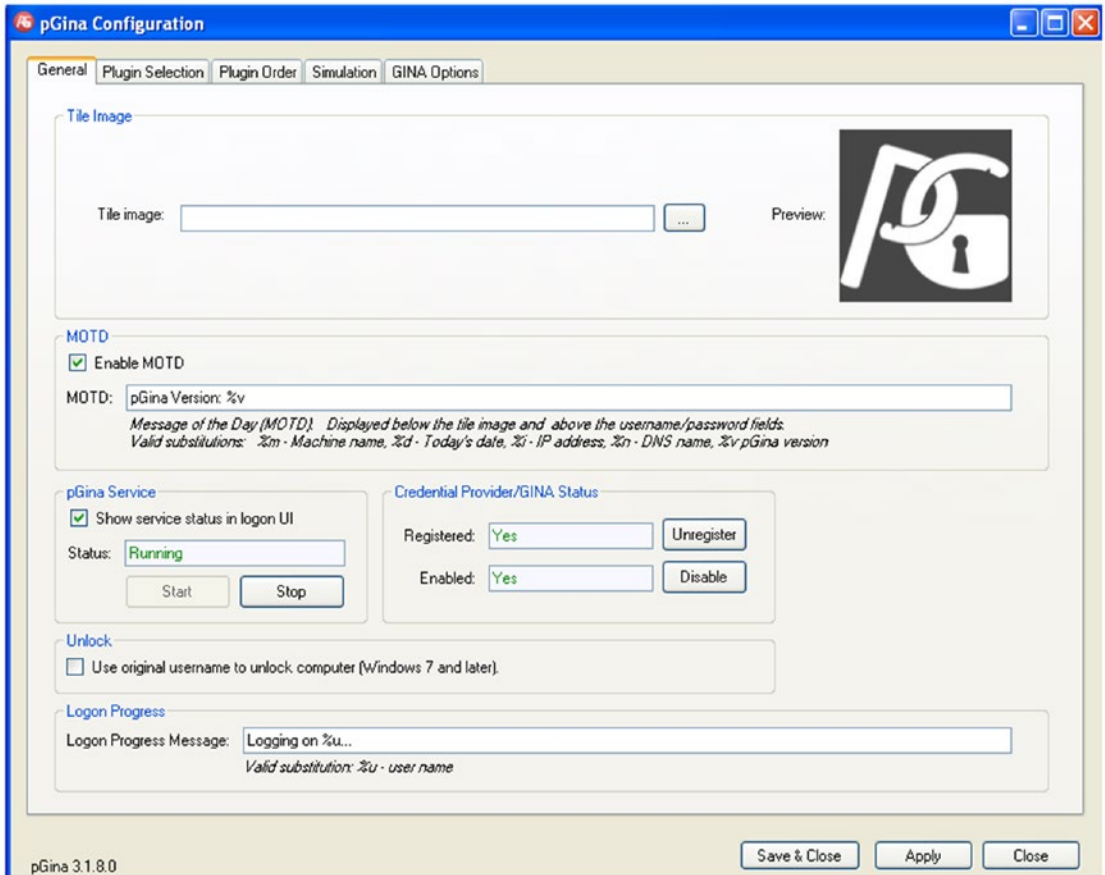 pGina Configuration
General Plugin Selection Plugin Order Simulation GINA Options
Tile Image
Tile image: ... Preview:
MOTD
Enable MOTD
MOTD: pGina Version: %v
Message of the Day (MOTD). Displayed below the tile image and above the username/password fields.
Valid substitutions: %m - Machine name, %d - Today's date, %i - IP address, %n - DNS name, %v pGina version
pGina Service
Show service status in logon UI
Status: Running
Start Stop
Credential Provider/GINA Status
Registered: Yes Unregister
Enabled: Yes Disable
Unlock
Use original username to unlock computer (Windows 7 and later).
Logon Progress
Logon Progress Message: Logging on %u...
Valid substitution: %u - user name
pGina 3.1.8.0
Save & Close Apply Close